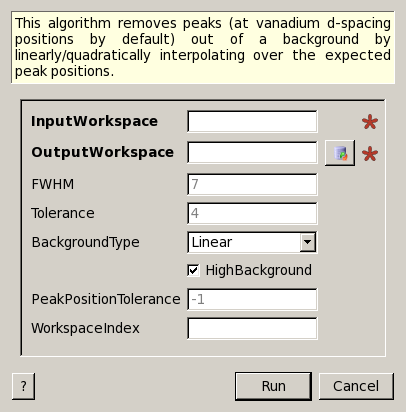 This algorithm removes peaks (at vanadium d-spacing
positions by default) out of a background by
linearly/quadratically interpolating over the expected
peak positions.
InputWorkspace
OutputWorkspace
FWHM 7
Tolerance 4
BackgroundType Linear
HighBackground
PeakPositionTolerance -1
WorkspaceIndex
? Run Cancel